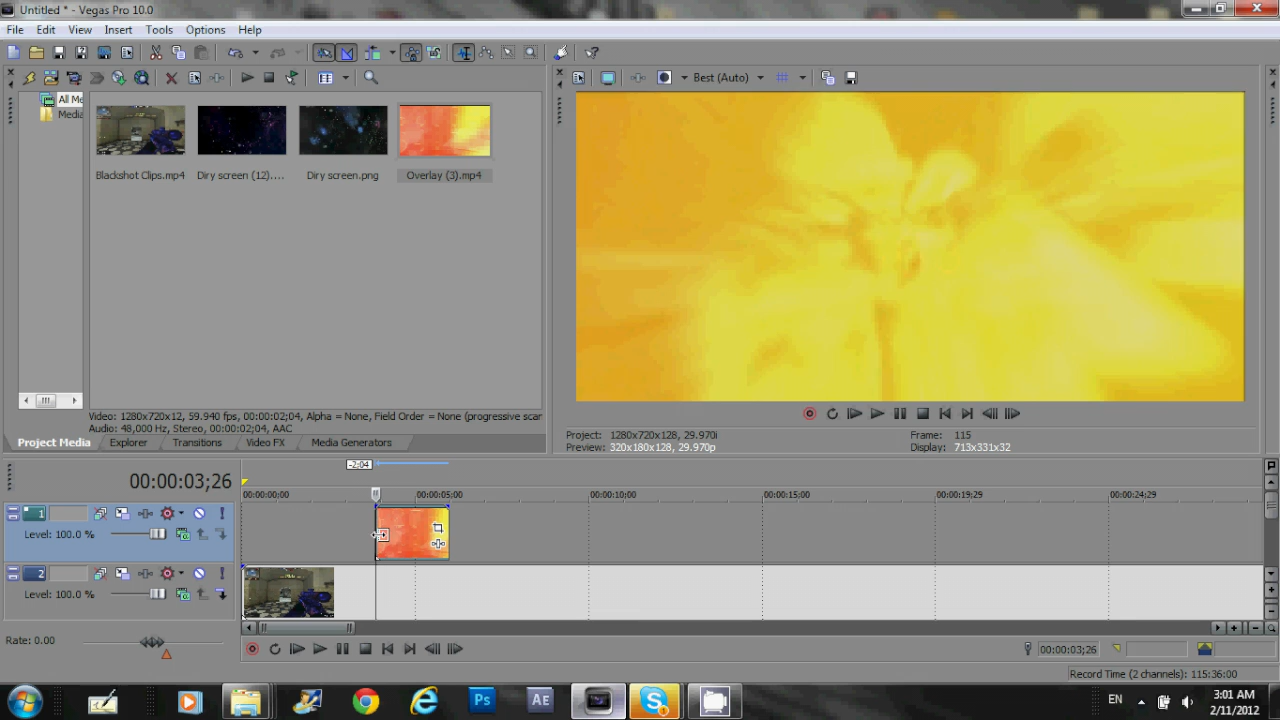 Untitled * - Vegas Pro 10.0
File Edit View Insert Tools Options Help
Best (Auto)
All Me
Media
Blackshot Clips.mp4
Diry screen (12)....
Diry screen.png
Overlay (3).mp4
Video: 1280x720x12, 59.940 fps, 00:00:02;04, Alpha = None, Field Order = None (progressive scar
Audio: 48,000 Hz, Stereo, 00:00:02;04, AAC
Project Media Explorer Transitions Video FX Media Generators
Project: 1280x720x128, 29.970i
Preview: 320x180x128, 29.970p
Frame: 115
Display: 713x331x32
-2;04
00:00:03;26
00:00:00;00 00:00:05;00 00:00:10;00 00:00:15;00 00:00:19;29 00:00:24;29
1
Level: 100.0 %
2
Level: 100.0 %
Rate: 0.00
00:00:03;26
Record Time (2 channels): 115:36:00
Ps
AE
EN
3:01 AM
2/11/2012